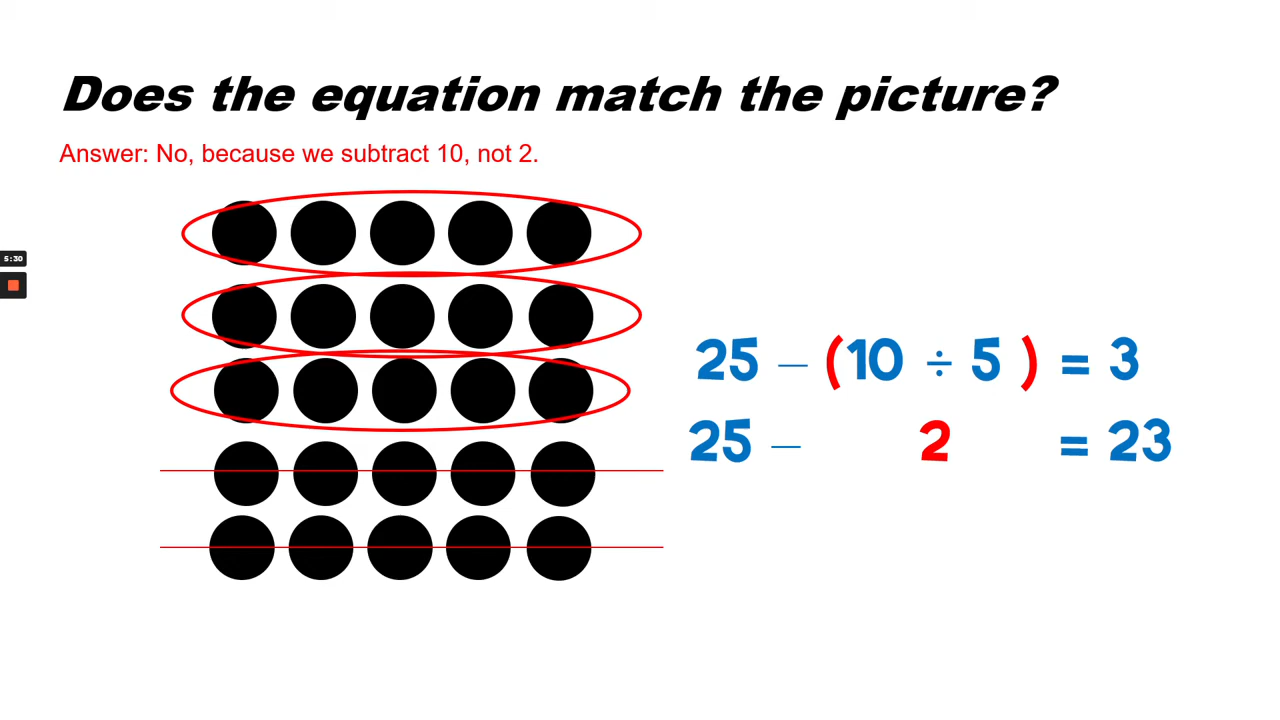 Does the equation match the picture?
Answer: No, because we subtract 10, not 2.
5:30
25 – (10 ÷ 5 ) = 3
25 – 2 = 23